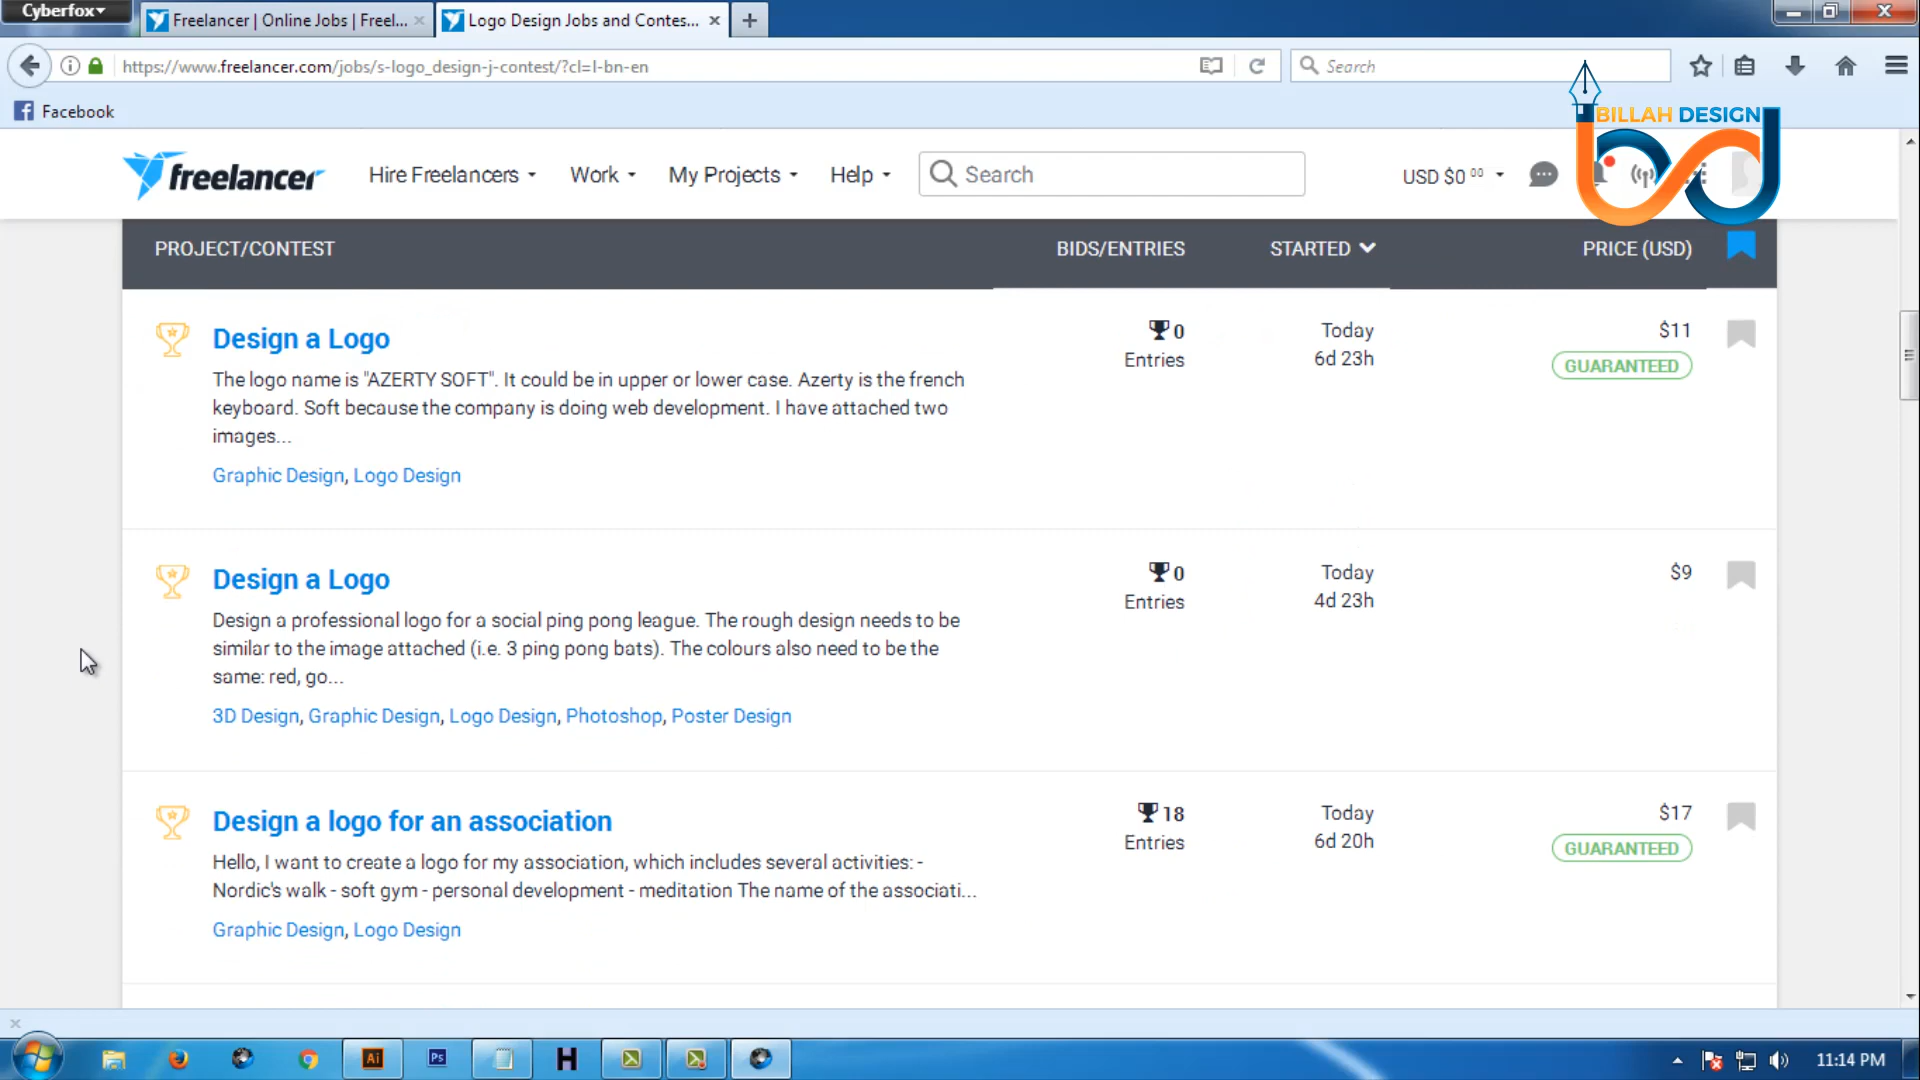 Cyberfox
Freelancer | Online Jobs | Freel...
Logo Design Jobs and Contes...
https://www.freelancer.com/jobs/s-logo_design-j-contest/?cl=l-bn-en
Search
Facebook
BILLAH DESIGN
freelancer
Hire Freelancers
Work
My Projects
Help
Search
USD $0 00
PROJECT/CONTEST
BIDS/ENTRIES
STARTED
PRICE (USD)
Design a Logo
0
Entries
Today
6d 23h
$11
GUARANTEED
The logo name is "AZERTY SOFT". It could be in upper or lower case. Azerty is the french
keyboard. Soft because the company is doing web development. I have attached two
images...
Graphic Design, Logo Design
Design a Logo
0
Entries
Today
4d 23h
$9
Design a professional logo for a social ping pong league. The rough design needs to be
similar to the image attached (i.e. 3 ping pong bats). The colours also need to be the
same: red, go...
3D Design, Graphic Design, Logo Design, Photoshop, Poster Design
Design a logo for an association
18
Entries
Today
6d 20h
$17
GUARANTEED
Hello, I want to create a logo for my association, which includes several activities: -
Nordic's walk - soft gym - personal development - meditation The name of the associati...
Graphic Design, Logo Design
Ai
Ps
H
11:14 PM